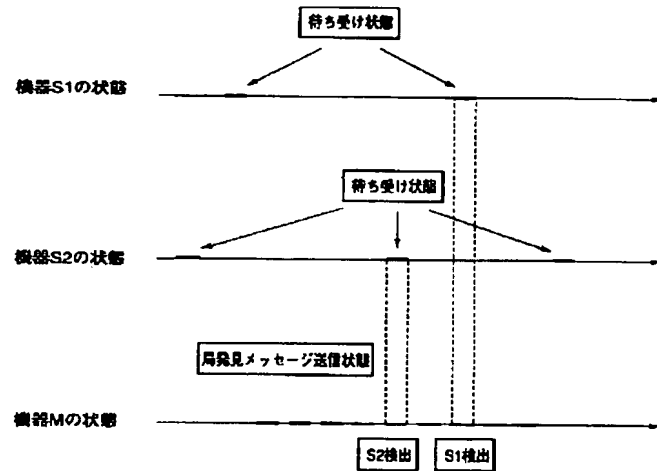 待ち受け状態
機器S1の状態
待ち受け状態
機器S2の状態
局発見メッセージ送信状態
機器Mの状態
S2検出
S1検出